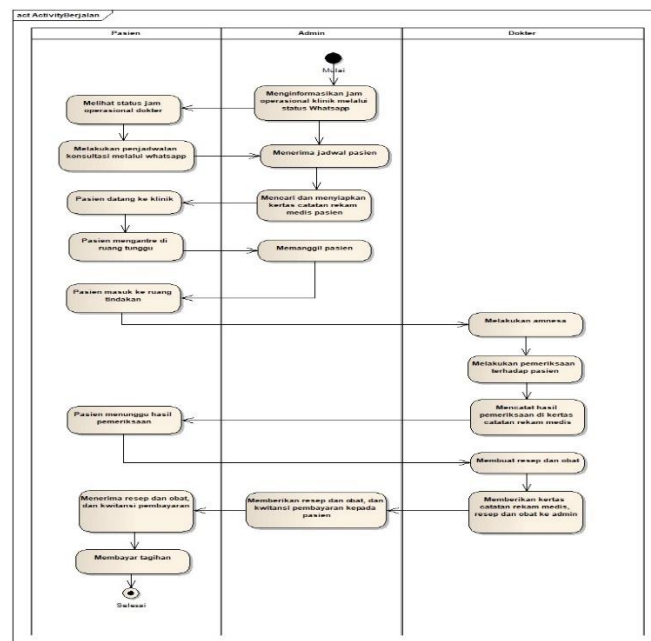 act ActivityBerjalan
Pasien
Admin
Dokter
Mulai
Menginformasikan jam
operasional klinik melalui
status Whatsapp
Melihat status jam
operasional dokter
Melakukan penjadwalan
konsultasi melalui whatsapp
Menerima jadwal pasien
Mencari dan menyiapkan
kertas catatan rekam
medis pasien
Pasien datang ke klinik
Pasien mengantre di
ruang tunggu
Memanggil pasien
Pasien masuk ke ruang
tindakan
Melakukan amnesa
Melakukan pemeriksaan
terhadap pasien
Mencatat hasil
pemeriksaan di kertas
catatan rekam medis
Pasien menunggu hasil
pemeriksaan
Membuat resep dan obat
Memberikan kertas
catatan rekam medis,
resep dan obat ke admin
Memberikan resep dan obat, dan
kwitansi pembayaran kepada
pasien
Menerima resep dan obat,
dan kwitansi pembayaran
Membayar tagihan
Selesai